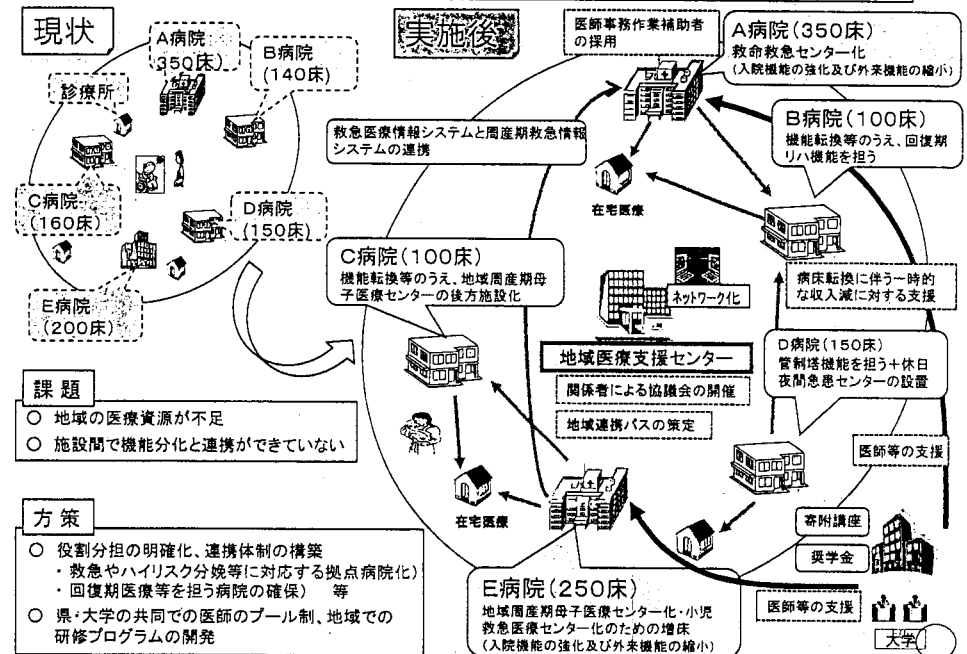 現状
A病院
350床)
B病院
(140床)
診療所
C病院
(160床)
D病院
(150床)
E病院
(200床)
課題
○ 地域の医療資源が不足
○ 施設間で機能分化と連携ができていない
方策
○ 役割分担の明確化、連携体制の構築
・救急やハイリスク分娩等に対応する拠点病院化)
・回復期医療等を担う病院の確保) 等
○ 県・大学の共同での医師のプール制、地域での
研修プログラムの開発
実施後
医師事務作業補助者
の採用
A病院(350床)
救命救急センター化
(入院機能の強化及び外来機能の縮小)
救急医療情報システムと周産期救急情報
システムの連携
B病院(100床)
機能転換等のうえ、回復期
リハ機能を担う
在宅医療
C病院(100床)
機能転換等のうえ、地域周産期母
子医療センターの後方施設化
ネットワーク化
病床転換に伴う一時的
な収入減に対する支援
地域医療支援センター
関係者による協議会の開催
地域連携パスの策定
D病院(150床)
管制塔機能を担う+休日
夜間急患センターの設置
医師等の支援
在宅医療
寄附講座
奨学金
E病院(250床)
地域周産期母子医療センター化・小児
救急医療センター化のための増床
(入院機能の強化及び外来機能の縮小)
医師等の支援
大学